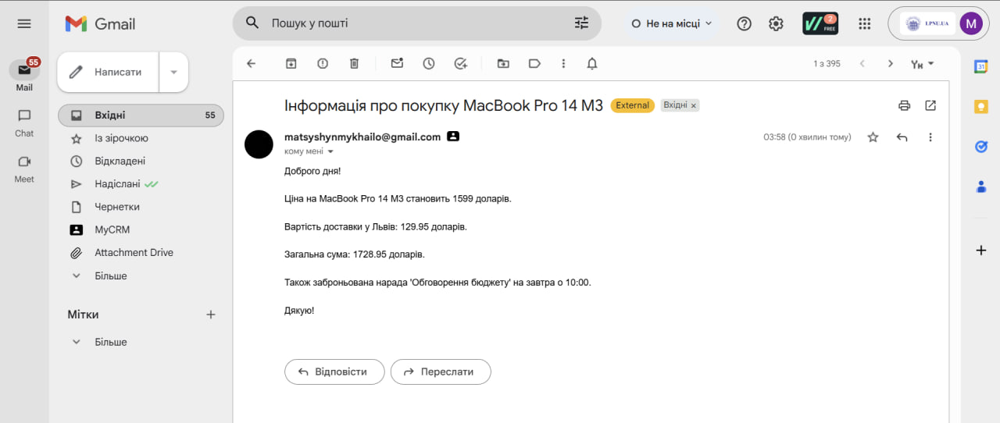 Gmail
Пошук у пошті
Не на місці
2
FREE
LPNU.UA
M
55
Mail
Chat
Meet
Написати
Вхідні 55
Із зірочкою
Відкладені
Надіслані
Чернетки
MyCRM
Attachment Drive
Більше
Мітки
Більше
1 з 395
Ун
Інформація про покупку MacBook Pro 14 M3 External Вхідні ×
matsyshynmykhailo@gmail.com 03:58 (0 хвилин тому)
кому мені
Доброго дня!
Ціна на MacBook Pro 14 M3 становить 1599 доларів.
Вартість доставки у Львів: 129.95 доларів.
Загальна сума: 1728.95 доларів.
Також заброньована нарада 'Обговорення бюджету' на завтра о 10:00.
Дякую!
Відповісти
Переслати
31